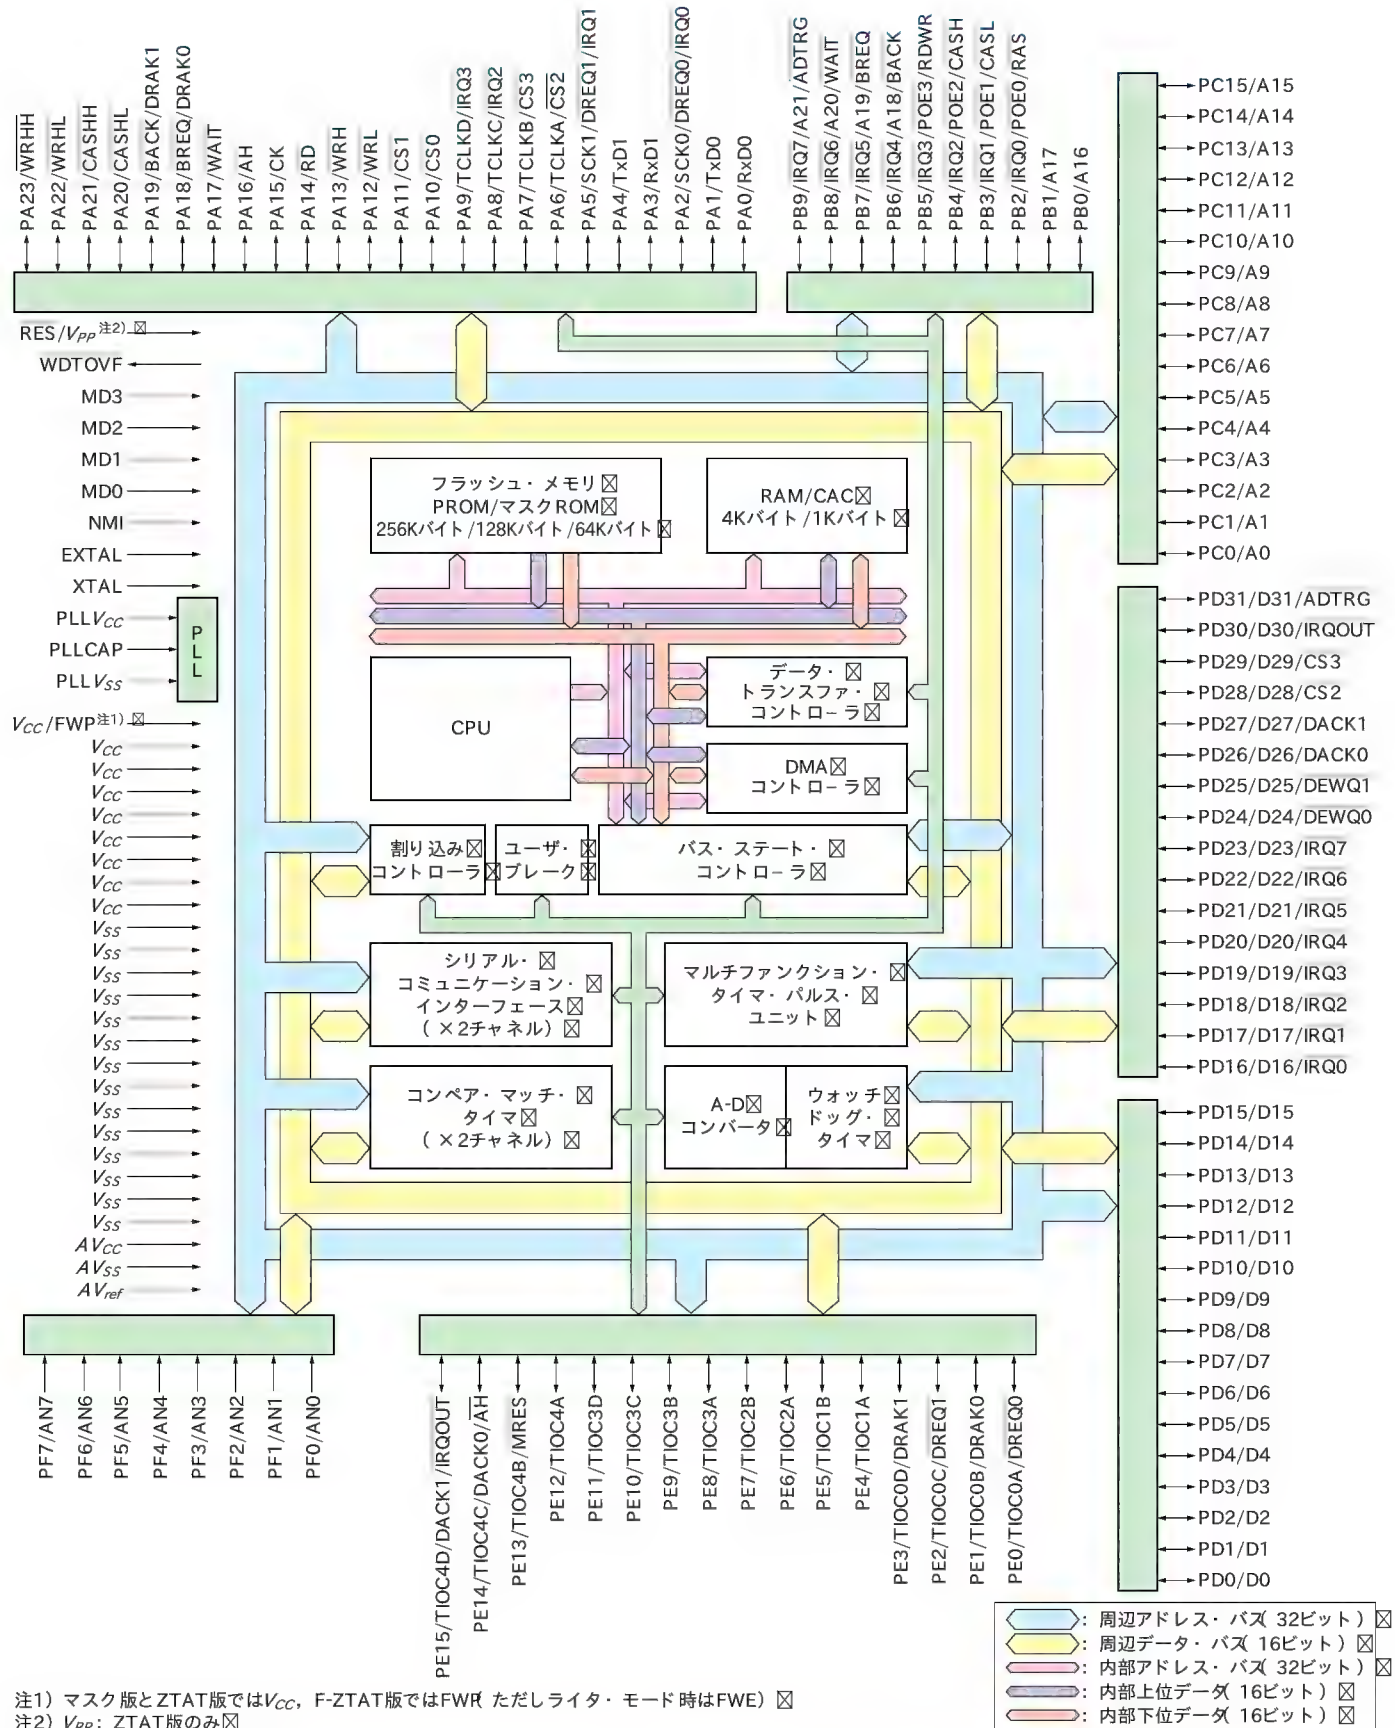 PA23/WRHH
PA22/WRHL
PA21/CASHH
PA20/CASHL
PA19/BACK/DRAK1
PA18/BREQ/DRAK0
PA17/WAIT
PA16/AH
PA15/CK
PA14/RD
PA13/WRH
PA12/WRL
PA11/CS1
PA10/CS0
PA9/TCLKD/IRQ3
PA8/TCLKC/IRQ2
PA7/TCLKB/CS3
PA6/TCLKA/CS2
PA5/SCK1/DREQ1/IRQ1
PA4/TxD1
PA3/RxD1
PA2/SCK0/DREQ0/IRQ0
PA1/TxD0
PA0/RxD0
PB9/IRQ7/A21/ADTRG
PB8/IRQ6/A20/WAIT
PB7/IRQ5/A19/BREQ
PB6/IRQ4/A18/BACK
PB5/IRQ3/POE3/RDWR
PB4/IRQ2/POE2/CASH
PB3/IRQ1/POE1/CASL
PB2/IRQ0/POE0/RAS
PB1/A17
PB0/A16
PC15/A15
PC14/A14
PC13/A13
PC12/A12
PC11/A11
PC10/A10
PC9/A9
PC8/A8
PC7/A7
PC6/A6
PC5/A5
PC4/A4
PC3/A3
PC2/A2
PC1/A1
PC0/A0
RES/VPP注2)
WDTOVF
MD3
MD2
MD1
MD0
NMI
EXTAL
XTAL
PLLVCC
PLLCAP
PLLVSS
PLL
VCC/FWP注1)
VCC
VCC
VCC
VCC
VCC
VCC
VCC
VCC
VSS
VSS
VSS
VSS
VSS
VSS
VSS
VSS
VSS
VSS
VSS
VSS
VSS
VSS
AVCC
AVSS
AVref
フラッシュ・メモリ
PROM/マスクROM
256Kバイト/128Kバイト/64Kバイト
RAM/CAC
4Kバイト/1Kバイト
CPU
データ・
トランスファ・
コントローラ
DMA
コントローラ
割り込み
コントローラ
ユーザ・
ブレーク
バス・ステート・
コントローラ
シリアル・
コミュニケーション・
インターフェース
(×2チャネル)
マルチファンクション・
タイマ・パルス・
ユニット
コンペア・マッチ・
タイマ
(×2チャネル)
A-D
コンバータ
ウォッチ
ドッグ・
タイマ
PD31/D31/ADTRG
PD30/D30/IRQOUT
PD29/D29/CS3
PD28/D28/CS2
PD27/D27/DACK1
PD26/D26/DACK0
PD25/D25/DEWQ1
PD24/D24/DEWQ0
PD23/D23/IRQ7
PD22/D22/IRQ6
PD21/D21/IRQ5
PD20/D20/IRQ4
PD19/D19/IRQ3
PD18/D18/IRQ2
PD17/D17/IRQ1
PD16/D16/IRQ0
PD15/D15
PD14/D14
PD13/D13
PD12/D12
PD11/D11
PD10/D10
PD9/D9
PD8/D8
PD7/D7
PD6/D6
PD5/D5
PD4/D4
PD3/D3
PD2/D2
PD1/D1
PD0/D0
PF7/AN7
PF6/AN6
PF5/AN5
PF4/AN4
PF3/AN3
PF2/AN2
PF1/AN1
PF0/AN0
PE15/TIOC4D/DACK1/IRQOUT
PE14/TIOC4C/DACK0/AH
PE13/TIOC4B/MRES
PE12/TIOC4A
PE11/TIOC3D
PE10/TIOC3C
PE9/TIOC3B
PE8/TIOC3A
PE7/TIOC2B
PE6/TIOC2A
PE5/TIOC1B
PE4/TIOC1A
PE3/TIOC0D/DRAK1
PE2/TIOC0C/DREQ1
PE1/TIOC0B/DRAK0
PE0/TIOC0A/DREQ0
:周辺アドレス・バス(32ビット)
:周辺データ・バス(16ビット)
:内部アドレス・バス(32ビット)
:内部上位データ(16ビット)
:内部下位データ(16ビット)
注1) マスク版とZTAT版ではVCC, F-ZTAT版ではFWP(ただしライタ・モード時はFWE)
注2) VPP:ZTAT版のみ